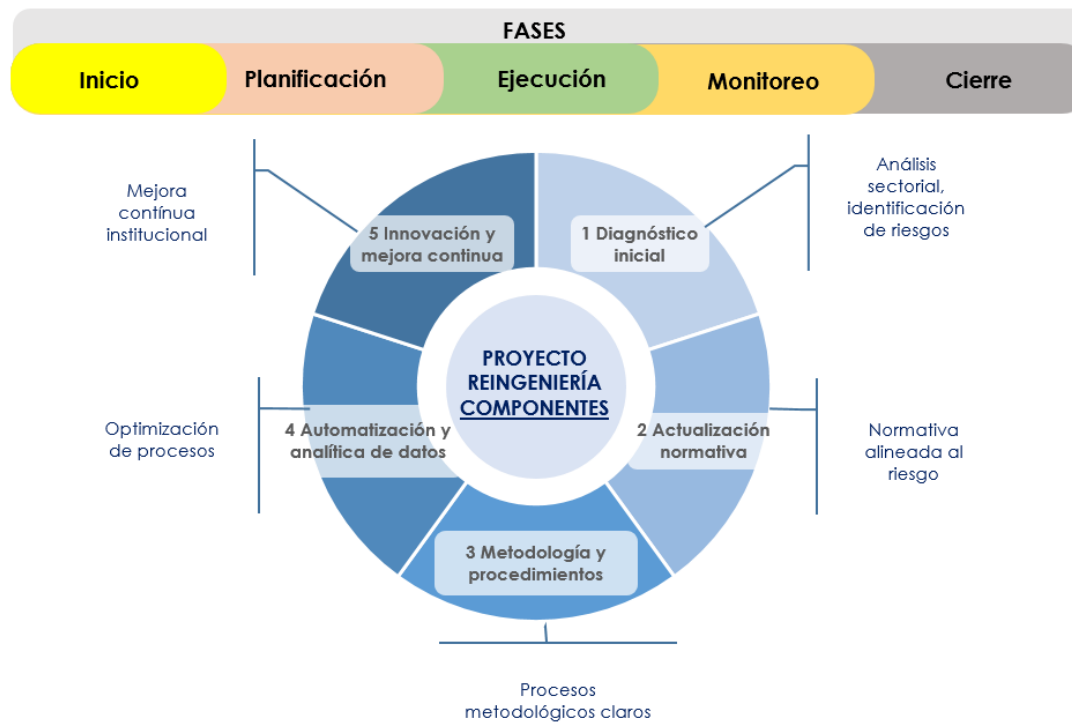 FASES
Inicio
Planificación
Ejecución
Monitoreo
Cierre
Mejora
contínua
institucional
5 Innovación y
mejora continua
1 Diagnóstico
inicial
Análisis
sectorial,
identificación
de riesgos
PROYECTO
REINGENIERÍA
COMPONENTES
Optimización
de procesos
4 Automatización y
analítica de datos
2 Actualización
normativa
Normativa
alineada al
riesgo
3 Metodología y
procedimientos
Procesos
metodológicos claros